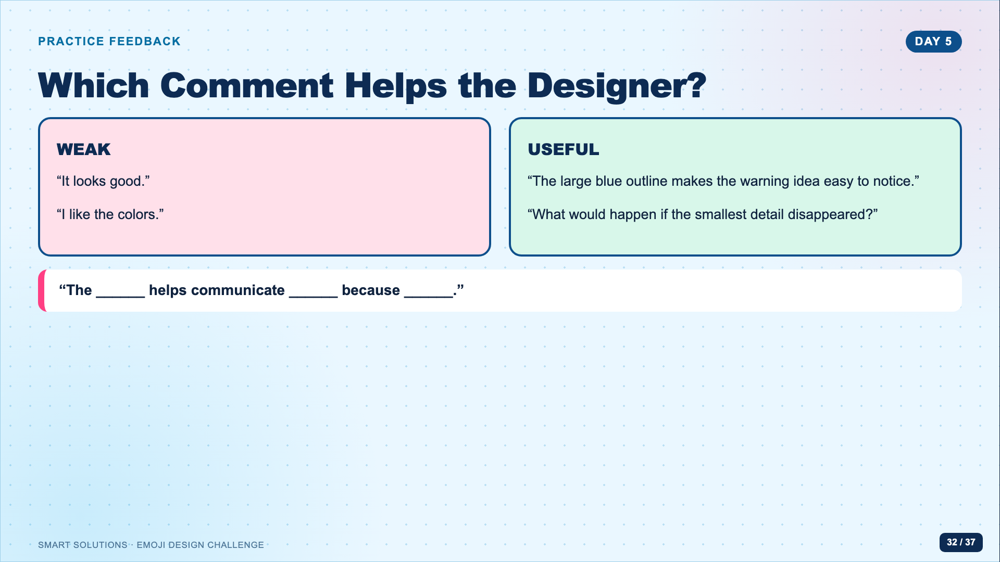 PRACTICE FEEDBACK
DAY 5
Which Comment Helps the Designer?
WEAK
“It looks good.”
“I like the colors.”
USEFUL
“The large blue outline makes the warning idea easy to notice.”
“What would happen if the smallest detail disappeared?”
“The ______ helps communicate ______ because ______.”
SMART SOLUTIONS · EMOJI DESIGN CHALLENGE
32 / 37